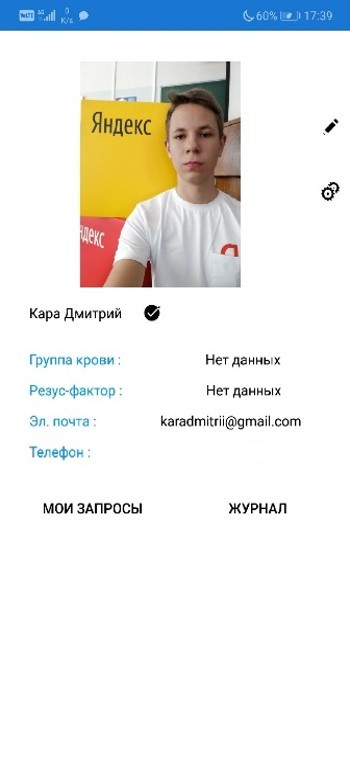 60% 17:39
0
K/s
Яндекс
ндекс
Я
Кара Дмитрий
Группа крови : Нет данных
Резус-фактор : Нет данных
Эл. почта : karadmitrii@gmail.com
Телефон :
МОИ ЗАПРОСЫ ЖУРНАЛ